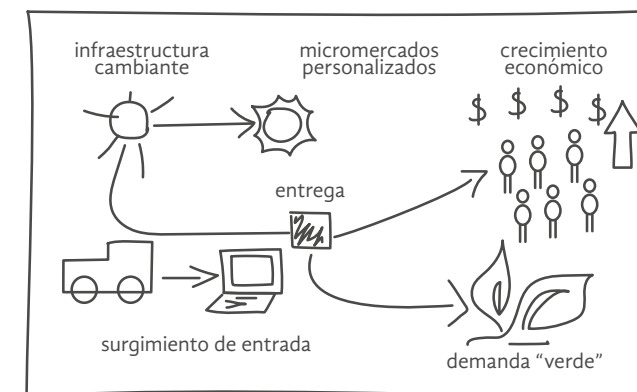 infraestructura
cambiante
micromercados
personalizados
crecimiento
económico
$ $ $ $
entrega
surgimiento de entrada
demanda “verde”